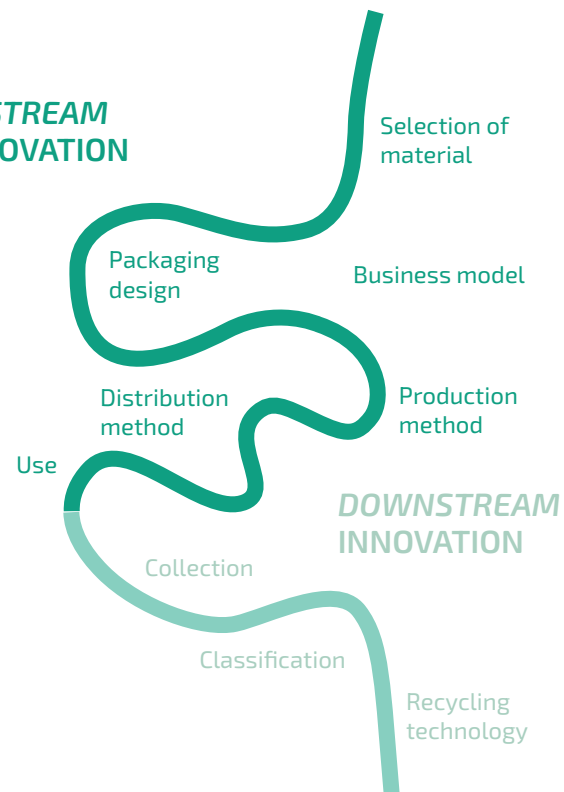 STREAM
OVATION
Selection of
material
Packaging
design
Business model
Distribution
method
Production
method
Use
DOWNSTREAM
INNOVATION
Collection
Classification
Recycling
technology